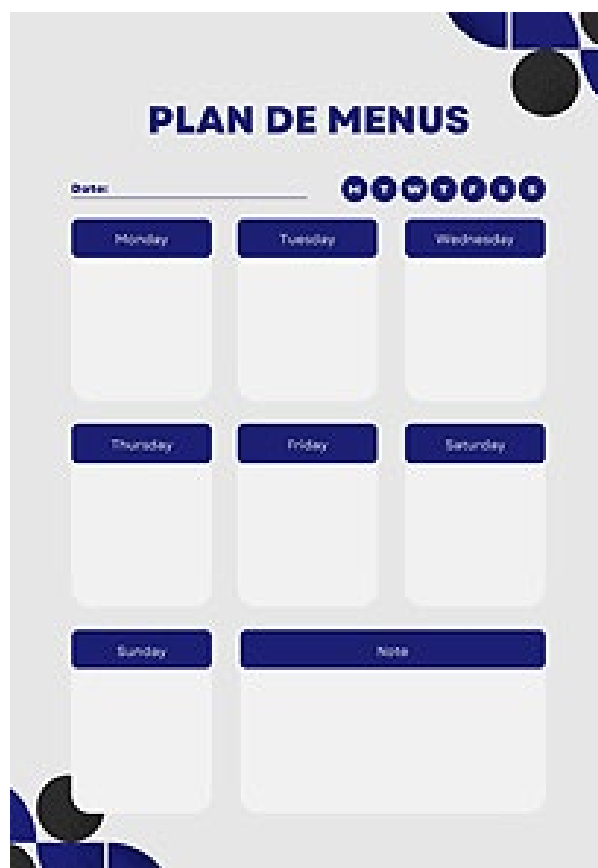 PLAN DE MENUS
Date: M T W T F S S
Monday Tuesday Wednesday
Thursday Friday Saturday
Sunday Note